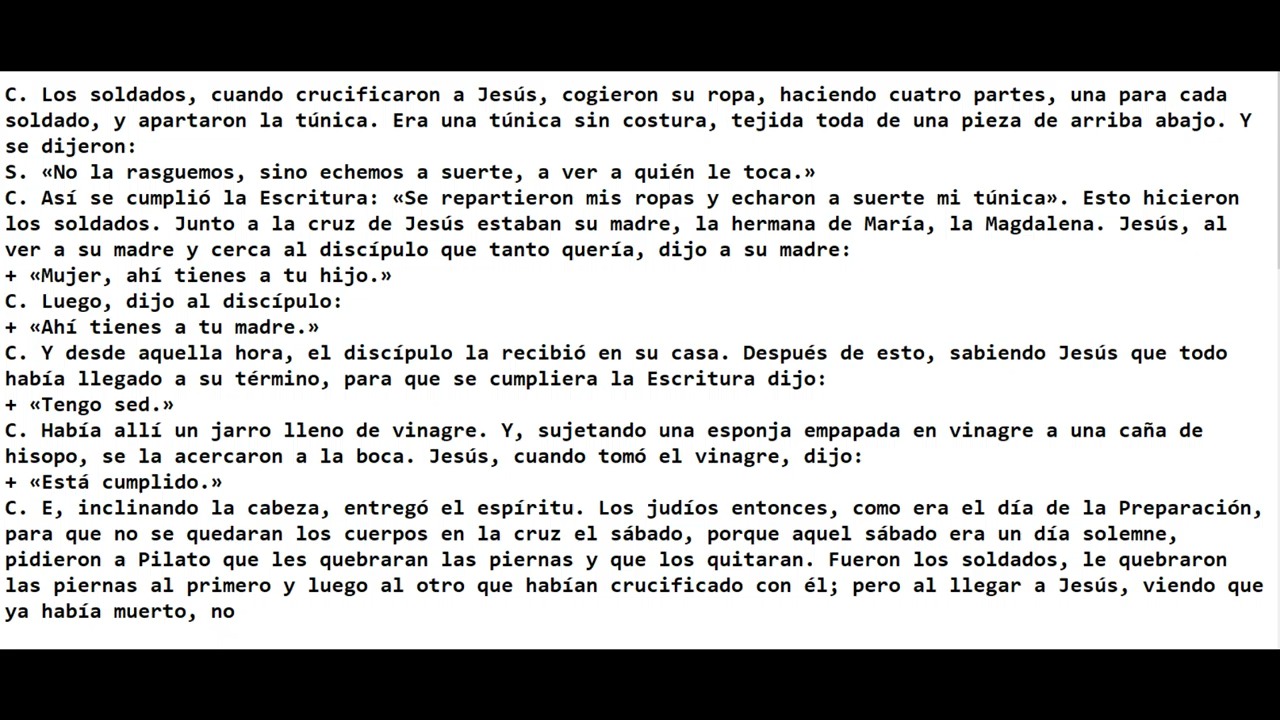 C. Los soldados, cuando crucificaron a Jesús, cogieron su ropa, haciendo cuatro partes, una para cada
soldado, y apartaron la túnica. Era una túnica sin costura, tejida toda de una pieza de arriba abajo. Y
se dijeron:
S. «No la rasguemos, sino echemos a suerte, a ver a quién le toca.»
C. Así se cumplió la Escritura: «Se repartieron mis ropas y echaron a suerte mi túnica». Esto hicieron
los soldados. Junto a la cruz de Jesús estaban su madre, la hermana de María, la Magdalena. Jesús, al
ver a su madre y cerca al discípulo que tanto quería, dijo a su madre:
+ «Mujer, ahí tienes a tu hijo.»
C. Luego, dijo al discípulo:
+ «Ahí tienes a tu madre.»
C. Y desde aquella hora, el discípulo la recibió en su casa. Después de esto, sabiendo Jesús que todo
había llegado a su término, para que se cumpliera la Escritura dijo:
+ «Tengo sed.»
C. Había allí un jarro lleno de vinagre. Y, sujetando una esponja empapada en vinagre a una caña de
hisopo, se la acercaron a la boca. Jesús, cuando tomó el vinagre, dijo:
+ «Está cumplido.»
C. E, inclinando la cabeza, entregó el espíritu. Los judíos entonces, como era el día de la Preparación,
para que no se quedaran los cuerpos en la cruz el sábado, porque aquel sábado era un día solemne,
pidieron a Pilato que les quebraran las piernas y que los quitaran. Fueron los soldados, le quebraron
las piernas al primero y luego al otro que habían crucificado con él; pero al llegar a Jesús, viendo que
ya había muerto, no